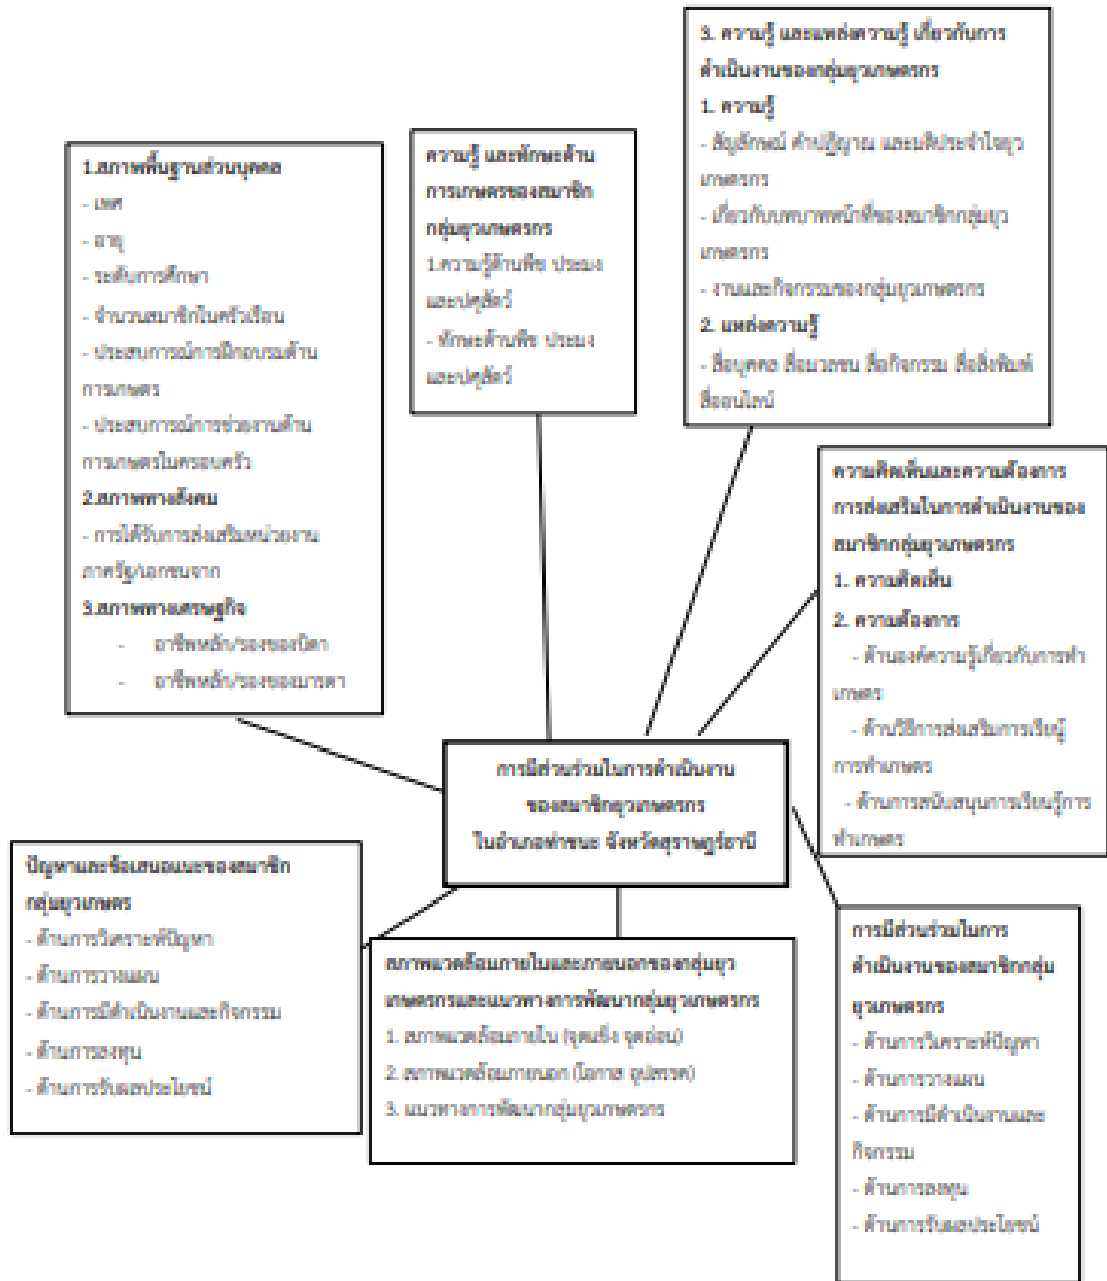 1.สภาพพื้นฐานส่วนบุคคล
- เพศ
- อายุ
- ระดับการศึกษา
- จำนวนสมาชิกในครัวเรือน
- ประสบการณ์การฝึกอบรมด้าน
การเกษตร
- ประสบการณ์การช่วยงานด้าน
การเกษตรในครอบครัว
2.สภาพทางสังคม
- การได้รับการส่งเสริมหน่วยงาน
ภาครัฐ/เอกชนจาก
3.สภาพทางเศรษฐกิจ
- อาชีพหลัก/รองของบิดา
- อาชีพหลัก/รองของมารดา
ความรู้ และทักษะด้าน
การเกษตรของสมาชิก
กลุ่มยุวเกษตรกร
1.ความรู้ด้านพืช ประมง
และปศุสัตว์
- ทักษะด้านพืช ประมง
และปศุสัตว์
3. ความรู้ และแหล่งความรู้ เกี่ยวกับการ
ดำเนินงานของกลุ่มยุวเกษตรกร
1. ความรู้
- สัญลักษณ์ คำปฏิญาณ และคติประจำใจยุว
เกษตรกร
- เกี่ยวกับบทบาทหน้าที่ของสมาชิกกลุ่มยุว
เกษตรกร
- งานและกิจกรรมของกลุ่มยุวเกษตรกร
2. แหล่งความรู้
- สื่อบุคคล สื่อมวลชน สื่อกิจกรรม สื่อสิ่งพิมพ์
สื่อออนไลน์
ความคิดเห็นและความต้องการ
การส่งเสริมในการดำเนินงานของ
สมาชิกกลุ่มยุวเกษตรกร
1. ความคิดเห็น
2. ความต้องการ
- ด้านองค์ความรู้เกี่ยวกับการทำ
เกษตร
- ด้านวิธีการส่งเสริมการเรียนรู้
การทำเกษตร
- ด้านการสนับสนุนการเรียนรู้การ
ทำเกษตร
การมีส่วนร่วมในการดำเนินงาน
ของสมาชิกยุวเกษตรกร
ในอำเภอท่าชนะ จังหวัดสุราษฎร์ธานี
ปัญหาและข้อเสนอแนะของสมาชิก
กลุ่มยุวเกษตร
- ด้านการวิเคราะห์ปัญหา
- ด้านการวางแผน
- ด้านการมีดำเนินงานและกิจกรรม
- ด้านการลงทุน
- ด้านการรับผลประโยชน์
สภาพแวดล้อมภายในและภายนอกของกลุ่มยุว
เกษตรกรและแนวทางการพัฒนากลุ่มยุวเกษตรกร
1. สภาพแวดล้อมภายใน (จุดแข็ง จุดอ่อน)
2. สภาพแวดล้อมภายนอก (โอกาส อุปสรรค)
3. แนวทางการพัฒนากลุ่มยุวเกษตรกร
การมีส่วนร่วมในการ
ดำเนินงานของสมาชิกกลุ่ม
ยุวเกษตรกร
- ด้านการวิเคราะห์ปัญหา
- ด้านการวางแผน
- ด้านการมีดำเนินงานและ
กิจกรรม
- ด้านการลงทุน
- ด้านการรับผลประโยชน์